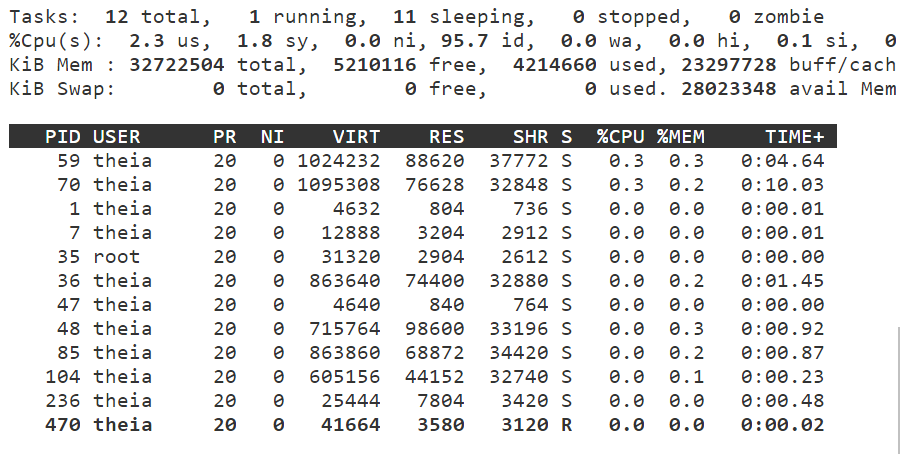 Tasks:  12 total,   1 running,  11 sleeping,   0 stopped,   0 zombie
%Cpu(s):  2.3 us,  1.8 sy,  0.0 ni, 95.7 id,  0.0 wa,  0.0 hi,  0.1 si,  0
KiB Mem : 32722504 total,  5210116 free,  4214660 used, 23297728 buff/cach
KiB Swap:        0 total,        0 free,        0 used. 28023348 avail Mem
PID USER      PR  NI    VIRT    RES    SHR S  %CPU %MEM     TIME+
59 theia     20   0 1024232  88620  37772 S   0.3  0.3   0:04.64
70 theia     20   0 1095308  76628  32848 S   0.3  0.2   0:10.03
1 theia     20   0    4632    804    736 S   0.0  0.0   0:00.01
7 theia     20   0   12888   3204   2912 S   0.0  0.0   0:00.01
35 root      20   0   31320   2904   2612 S   0.0  0.0   0:00.00
36 theia     20   0  863640  74400  32880 S   0.0  0.2   0:01.45
47 theia     20   0    4640    840    764 S   0.0  0.0   0:00.00
48 theia     20   0  715764  98600  33196 S   0.0  0.3   0:00.92
85 theia     20   0  863860  68872  34420 S   0.0  0.2   0:00.87
104 theia     20   0  605156  44152  32740 S   0.0  0.1   0:00.23
236 theia     20   0   25444   7804   3420 S   0.0  0.0   0:00.48
470 theia     20   0   41664   3580   3120 R   0.0  0.0   0:00.02